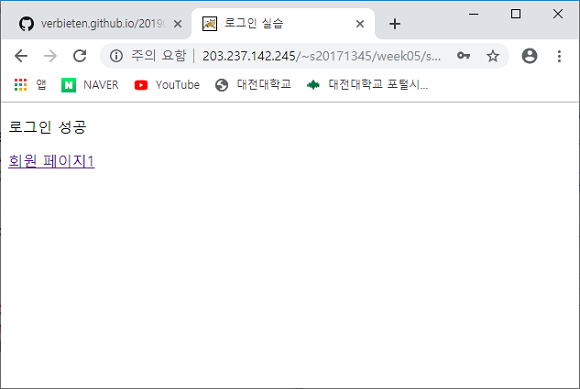 verbieten.github.io/2019
로그인 실습
주의 요함 203.237.142.245/~s20171345/week05/s...
앱 NAVER YouTube 대전대학교 대전대학교 포털시...
로그인 성공
회원 페이지1